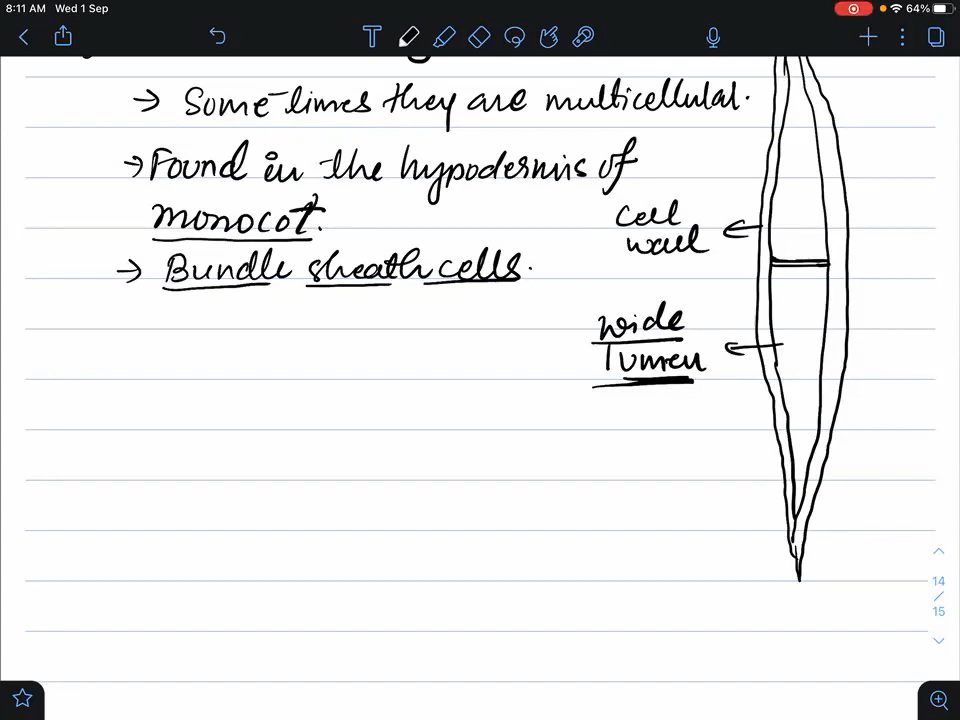 8:11 AM Wed 1 Sep
64%
→ Some times they are multicellular.
→ Found in the hypodermis of
monocot.
→ Bundle sheath cells.
Cell
wall
wide
lumen
14
/
15